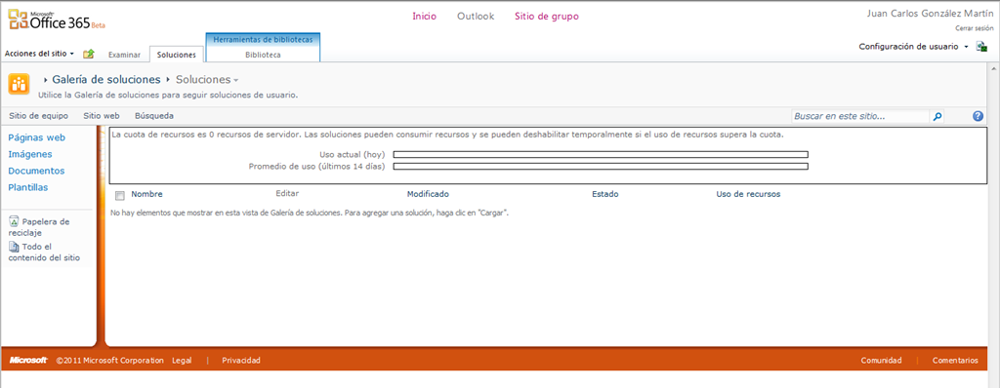 Microsoft
Office 365 Beta
Inicio Outlook Sitio de grupo
Juan Carlos González Martín
Cerrar sesión
Acciones del sitio Examinar Soluciones Herramientas de bibliotecas
Biblioteca
Configuración de usuario
Galería de soluciones Soluciones
Utilice la Galería de soluciones para seguir soluciones de usuario.
Sitio de equipo Sitio web Búsqueda Buscar en este sitio...
Páginas web
Imágenes
Documentos
Plantillas
Papelera de
reciclaje
Todo el
contenido del sitio
La cuota de recursos es 0 recursos de servidor. Las soluciones pueden consumir recursos y se pueden deshabilitar temporalmente si el uso de recursos supera la cuota.
Uso actual (hoy)
Promedio de uso (últimos 14 días)
Nombre Editar Modificado Estado Uso de recursos
No hay elementos que mostrar en esta vista de Galería de soluciones. Para agregar una solución, haga clic en "Cargar".
Microsoft ©2011 Microsoft Corporation Legal | Privacidad Comunidad | Comentarios